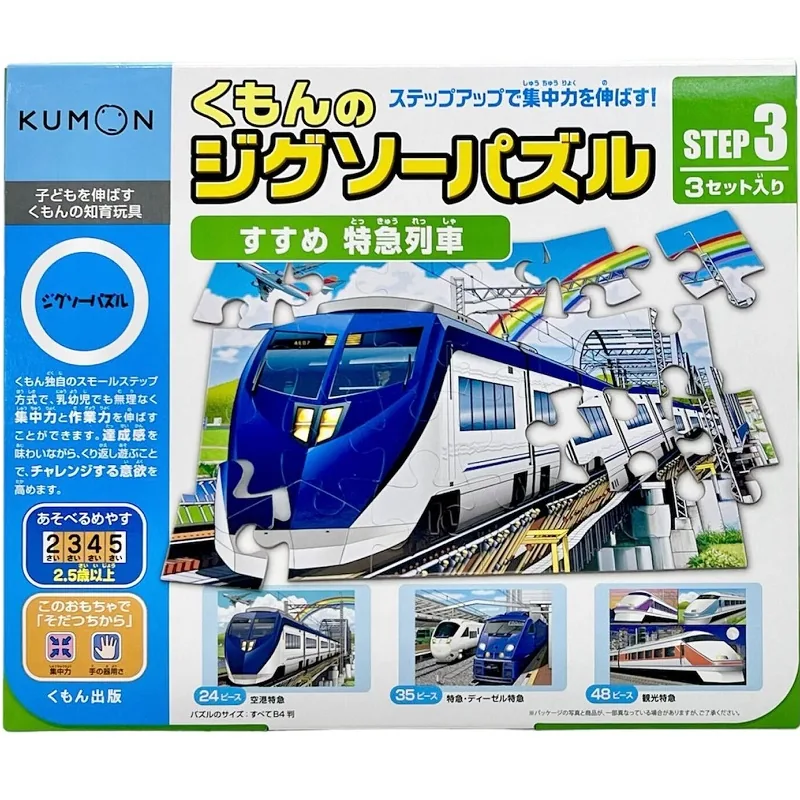 KUMON
子どもを伸ばす
くもんの知育玩具
ジグソーパズル
くもん独自のスモールステップ
方式で、乳幼児でも無理なく
集中力と作業力を伸ばす
ことができます。達成感を
味わいながら、くり返し遊ぶこと
で、チャレンジする意欲を
高めます。
あそべるめやす
2さい 3さい 4さい 5さい
2.5歳以上
このおもちゃで
「そだつちから」
集中力 手の器用さ
くもん出版
くもんの
ステップアップで集中力を伸ばす!
ジグソーパズル
STEP3
3セット入り
すすめ 特急列車
24ピース 空港特急
35ピース 特急・ディーゼル特急
48ピース 観光特急
パズルのサイズ:すべてB4判
※パッケージの写真と商品が、一部異なっている場合がありますが、ご了承ください。